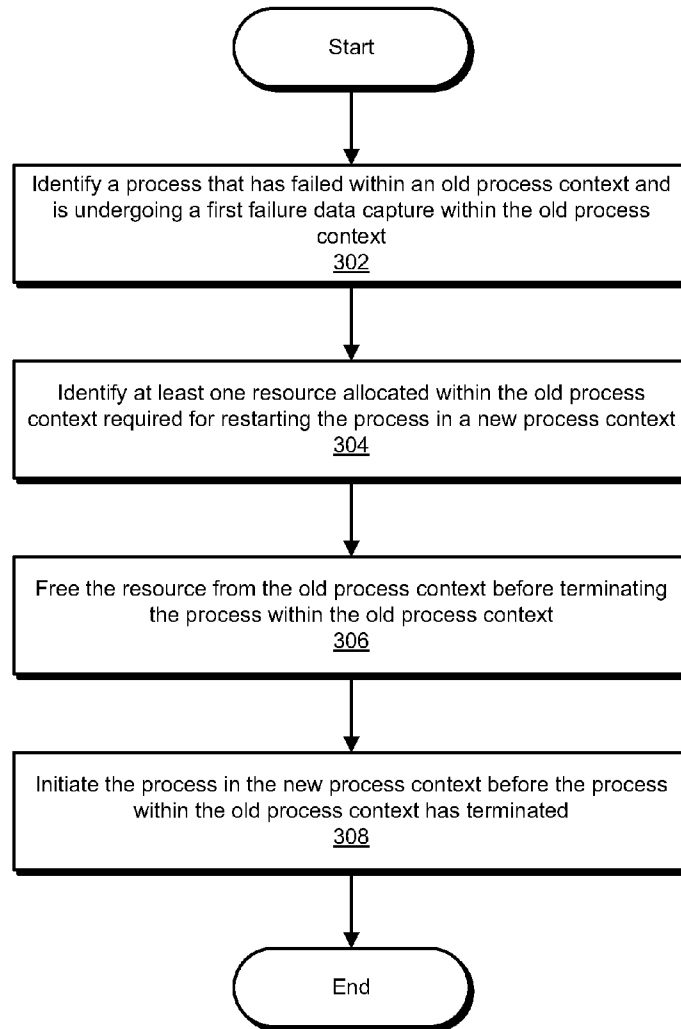 Start
Identify a process that has failed within an old process context and
is undergoing a first failure data capture within the old process
context
302
Identify at least one resource allocated within the old process
context required for restarting the process in a new process context
304
Free the resource from the old process context before terminating
the process within the old process context
306
Initiate the process in the new process context before the process
within the old process context has terminated
308
End